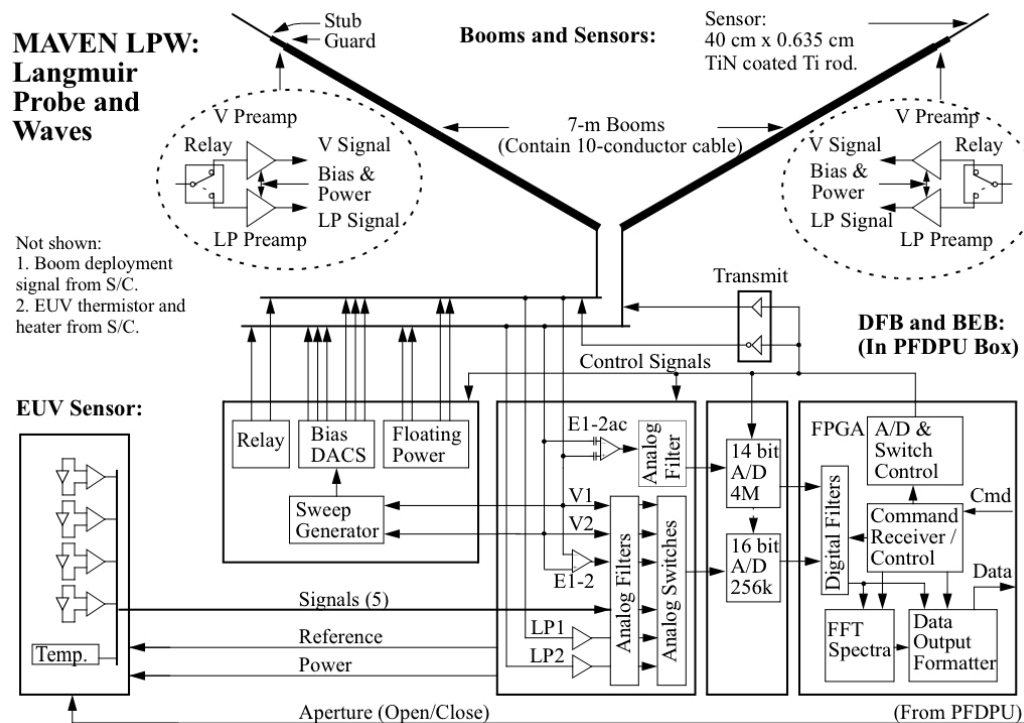 MAVEN LPW:
Langmuir
Probe and
Waves
Stub
Guard
Booms and Sensors:
Sensor:
40 cm x 0.635 cm
TiN coated Ti rod.
V Preamp
Relay
V Signal
Bias &
Power
LP Signal
LP Preamp
7-m Booms
(Contain 10-conductor cable)
V Preamp
V Signal
Relay
Bias &
Power
LP Signal
LP Preamp
Not shown:
1. Boom deployment
signal from S/C.
2. EUV thermistor and
heater from S/C.
Transmit
DFB and BEB:
(In PFDPU Box)
Control Signals
EUV Sensor:
Relay
Bias
DACS
Floating
Power
Sweep
Generator
E1-2ac
Analog
Filter
V1
V2
E1-2
LP1
LP2
Analog Filters
Analog Switches
14 bit
A/D
4M
16 bit
A/D
256k
FPGA
A/D &
Switch
Control
Digital Filters
Command
Receiver /
Control
Cmd
Data
FFT
Spectra
Data
Output
Formatter
Temp.
Signals (5)
Reference
Power
Aperture (Open/Close)
(From PFDPU)